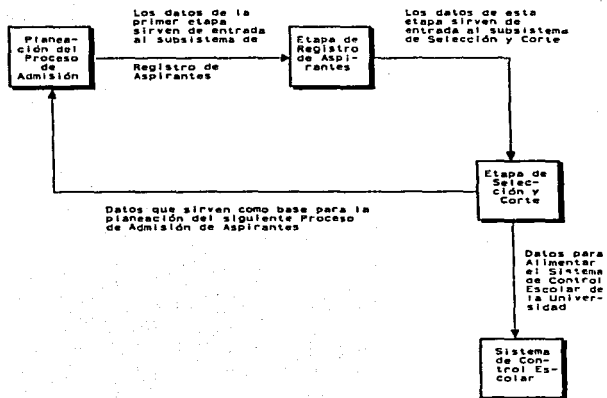 Los datos de la
primer etapa
sirven de entrada
al subsistema de
Registro de
Aspirantes
Los datos de esta
etapa sirven de
entrada al subsistema
de Selección y Corte
Planea-
ción del
Proceso
de
Admisión
Etapa de
Registro
de Aspi-
rantes
Etapa de
Selec-
ción y
Corte
Datos que sirven como base para la
planeación del siguiente Proceso
de Admisión de Aspirantes
Datos para
Alimentar
el Sistema
de Control
Escolar de
la Univer-
sidad
Sistema
de Con-
trol Es-
colar